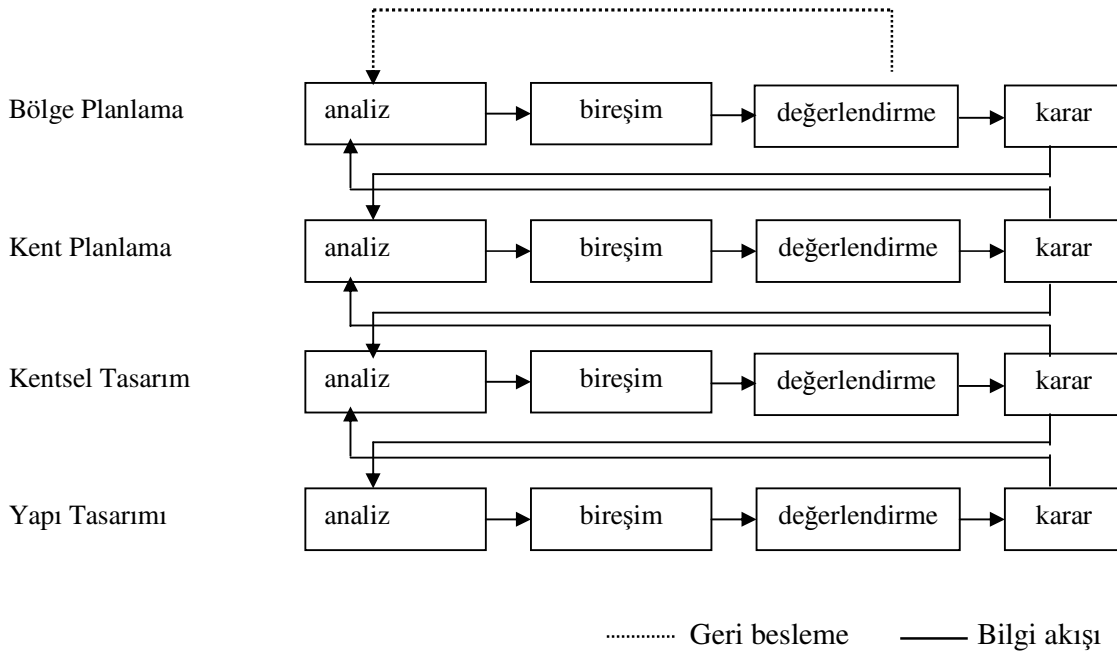 Bölge Planlama analiz bireşim değerlendirme karar
Kent Planlama analiz bireşim değerlendirme karar
Kentsel Tasarım analiz bireşim değerlendirme karar
Yapı Tasarımı analiz bireşim değerlendirme karar
Geri besleme Bilgi akışı